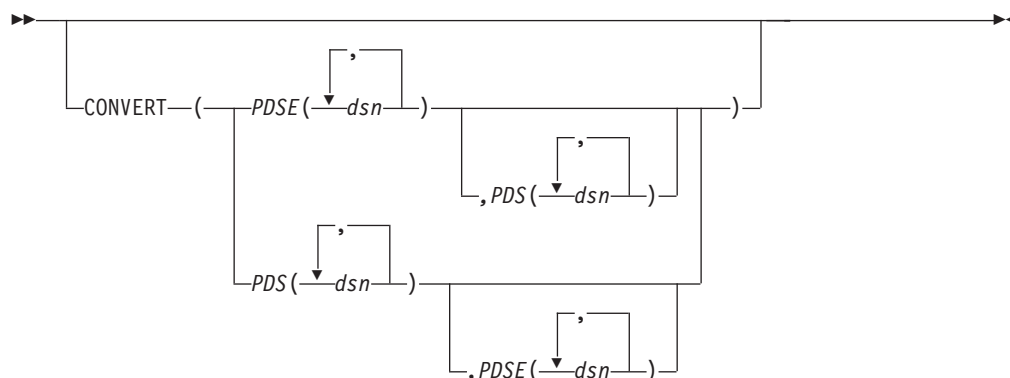 ,
CONVERT ( PDSE( dsn ) )
,
,PDS( dsn )
,
PDS( dsn )
,
,PDSE( dsn )